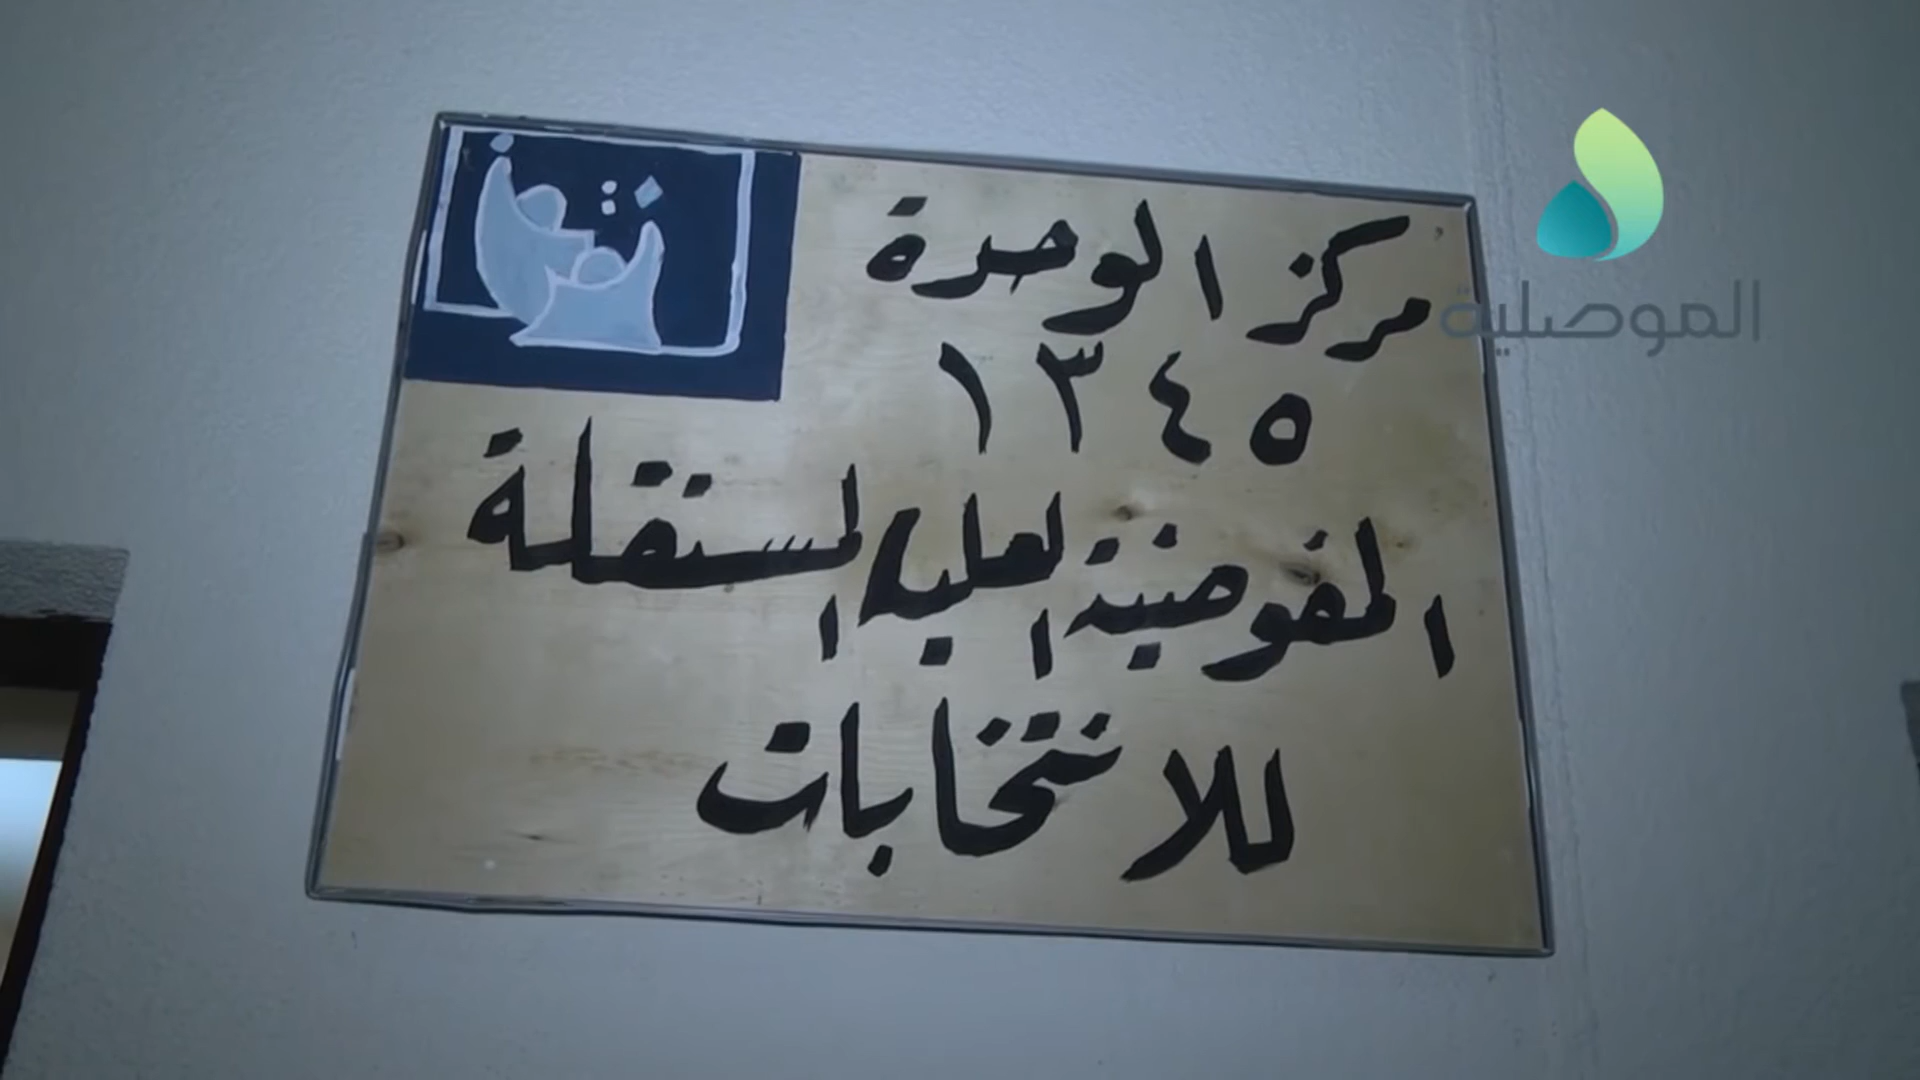 مركز الوحدة
١٣٤٥
المفوضية العليا المستقلة
للانتخابات
الموصلية